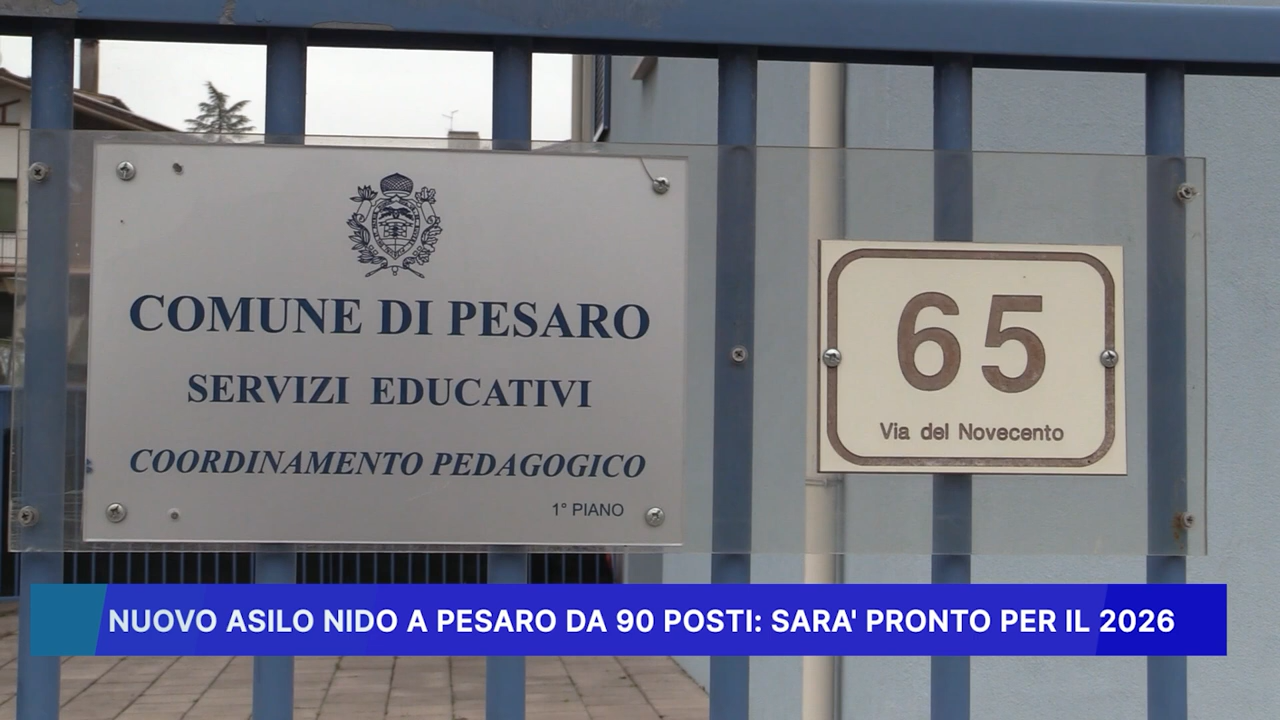 COMUNE DI PESARO
SERVIZI EDUCATIVI
COORDINAMENTO PEDAGOGICO
1° PIANO
65
Via del Novecento
NUOVO ASILO NIDO A PESARO DA 90 POSTI: SARA' PRONTO PER IL 2026